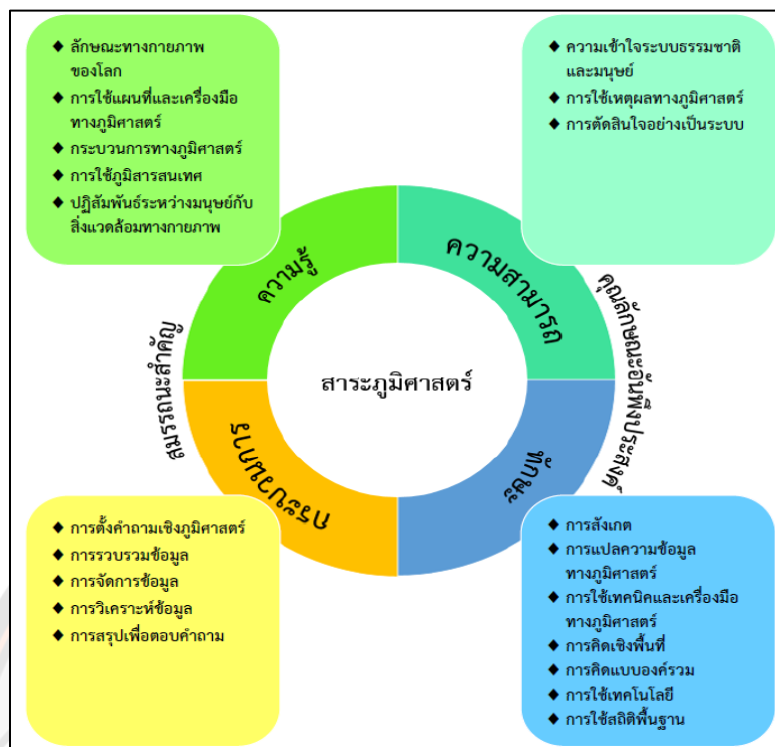 ◆ ลักษณะทางกายภาพ
ของโลก
◆ การใช้แผนที่และเครื่องมือ
ทางภูมิศาสตร์
◆ กระบวนการทางภูมิศาสตร์
◆ การใช้ภูมิสารสนเทศ
◆ ปฏิสัมพันธ์ระหว่างมนุษย์กับ
สิ่งแวดล้อมทางกายภาพ
◆ ความเข้าใจระบบธรรมชาติ
และมนุษย์
◆ การใช้เหตุผลทางภูมิศาสตร์
◆ การตัดสินใจอย่างเป็นระบบ
ความรู้
ความสามารถ
สมรรถนะสำคัญ
คุณลักษณะอันพึงประสงค์
สาระภูมิศาสตร์
กระบวนการ
ทักษะ
◆ การตั้งคำถามเชิงภูมิศาสตร์
◆ การรวบรวมข้อมูล
◆ การจัดการข้อมูล
◆ การวิเคราะห์ข้อมูล
◆ การสรุปเพื่อตอบคำถาม
◆ การสังเกต
◆ การแปลความข้อมูล
ทางภูมิศาสตร์
◆ การใช้เทคนิคและเครื่องมือ
ทางภูมิศาสตร์
◆ การคิดเชิงพื้นที่
◆ การคิดแบบองค์รวม
◆ การใช้เทคโนโลยี
◆ การใช้สถิติพื้นฐาน